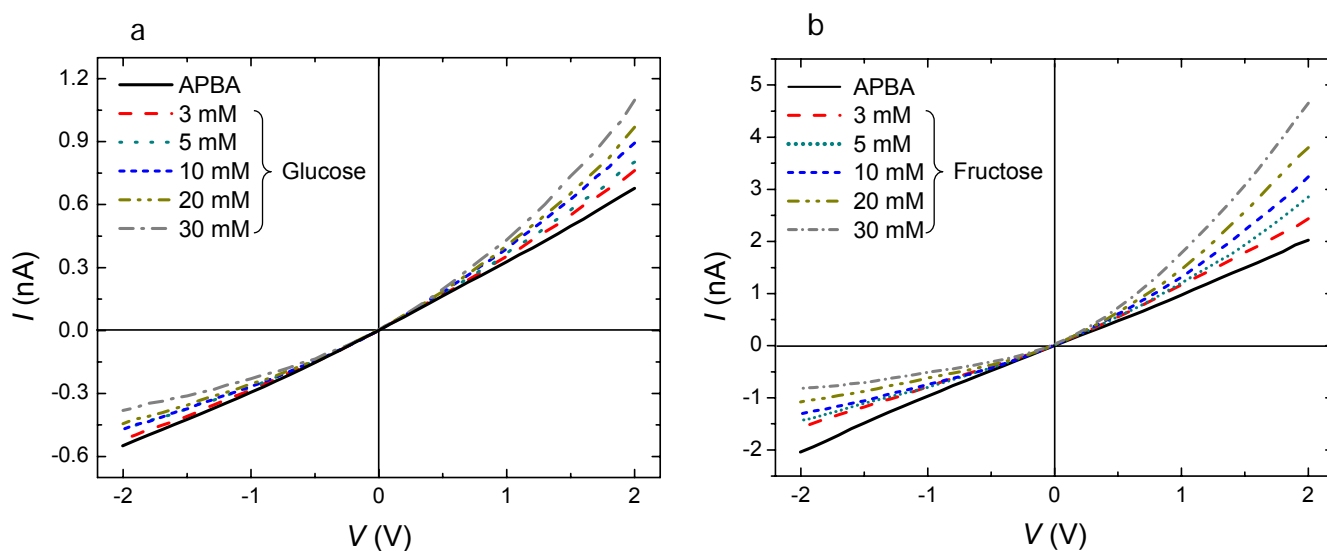 a
1.2
0.9
0.6
0.3
0.0
-0.3
-0.6
I (nA)
APBA
3 mM
5 mM
10 mM
20 mM
30 mM
Glucose
-2
-1
0
1
2
V (V)
b
5
4
3
2
1
0
-1
-2
I (nA)
APBA
3 mM
5 mM
10 mM
20 mM
30 mM
Fructose
-2
-1
0
1
2
V (V)